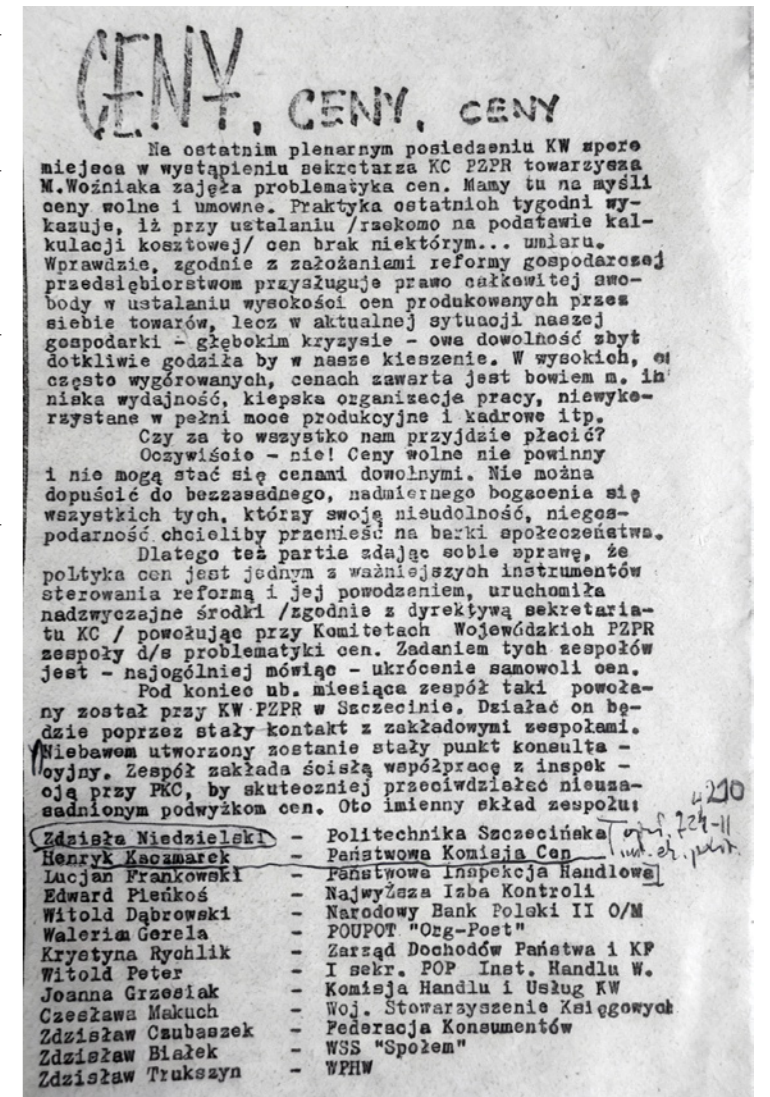 CENY, CENY, CENY
Na ostatnim plenarnym posiedzeniu KW sporo
miejsca w wystąpieniu sekretarza KC PZPR towarzysza
M.Woźniaka zajęła problematyka cen. Mamy tu na myśli
ceny wolne i umowne. Praktyka ostatnich tygodni wy-
kazuje, iż przy ustalaniu /rzekomo na podstawie kal-
kulacji kosztowej/ cen brak niektórym... umiaru.
Wprawdzie, zgodnie z założaniami reformy gospodarczej
przedsiębiorstwom przysługuje prawo całkowitej swo-
body w ustalaniu wysokości cen produkowanych przez
siebie towarów, lecz w aktualnej sytuacji naszej
gospodarki - głębokim kryzysie - owa dowolność zbyt
dotkliwie godziła by w nasze kieszenie. W wysokich,
często wygórowanych, cenach zawarta jest bowiem m. in
niska wydajność, kiepska organizacja pracy, niewyko-
rzystane w pełni moce produkcyjne i kadrowe itp.
Czy za to wszystko nam przyjdzie płacić?
Oczywiście - nie! Ceny wolne nie powinny
i nie mogą stać się cenami dowolnymi. Nie można
dopuścić do bezzasadnego, nadmiernego bogacenia się
wszystkich tych, którzy swoją nieudolność, niegos-
podarność chcieliby przenieść na barki społeczeństwa.
Dlatego też partia zdając sobie sprawę, że
poltyka cen jest jednym z ważniejszych instrumentów
sterowania reformą i jej powodzeniem, uruchomiła
nadzwyczajne środki /zgodnie z dyrektywą sekretaria-
tu KC / powołując przy Komitetach Wojewódzkich PZPR
zespoły d/s problematyki cen. Zadaniem tych zespołów
jest - najogólniej mówiąc - ukrócenie samowoli cen.
Pod koniec ub. miesiąca zespół taki powoła-
ny został przy KW PZPR w Szczecinie. Działać on bę-
dzie poprzez stały kontakt z zakładowymi zespołami.
Niebawem utworzony zostanie stały punkt konsulta -
cyjny. Zespół zakłada ścisłą współpracę z inspek -
cją przy PKC, by skuteczniej przeciwdziałać nieuza-
sadnionym podwyżkom cen. Oto imienny skład zespołu:
Zdzisła Niedzielski - Politechnika Szczecińska
Henryk Kaczmarek - Państwowa Komisja Cen
Lucjan Frankowski - Państwowa Inspekcja Handlowa
Edward Pieńkoś - Najwyższa Izba Kontroli
Witold Dąbrowski - Narodowy Bank Polski II O/M
Walerian Gorela - POUPOT "Org-Post"
Krystyna Rychlik - Zarząd Dochodów Państwa i KF
Witold Peter - I sekr. POP Inst. Handlu W.
Joanna Grzesiak - Komisja Handlu i Usług KW
Czesława Makuch - Woj. Stowarzyszenie Księgowych
Zdzisław Czubaszek - Federacja Konsumentów
Zdzisław Białek - WSS "Społem"
Zdzisław Trukszyn - WPHW